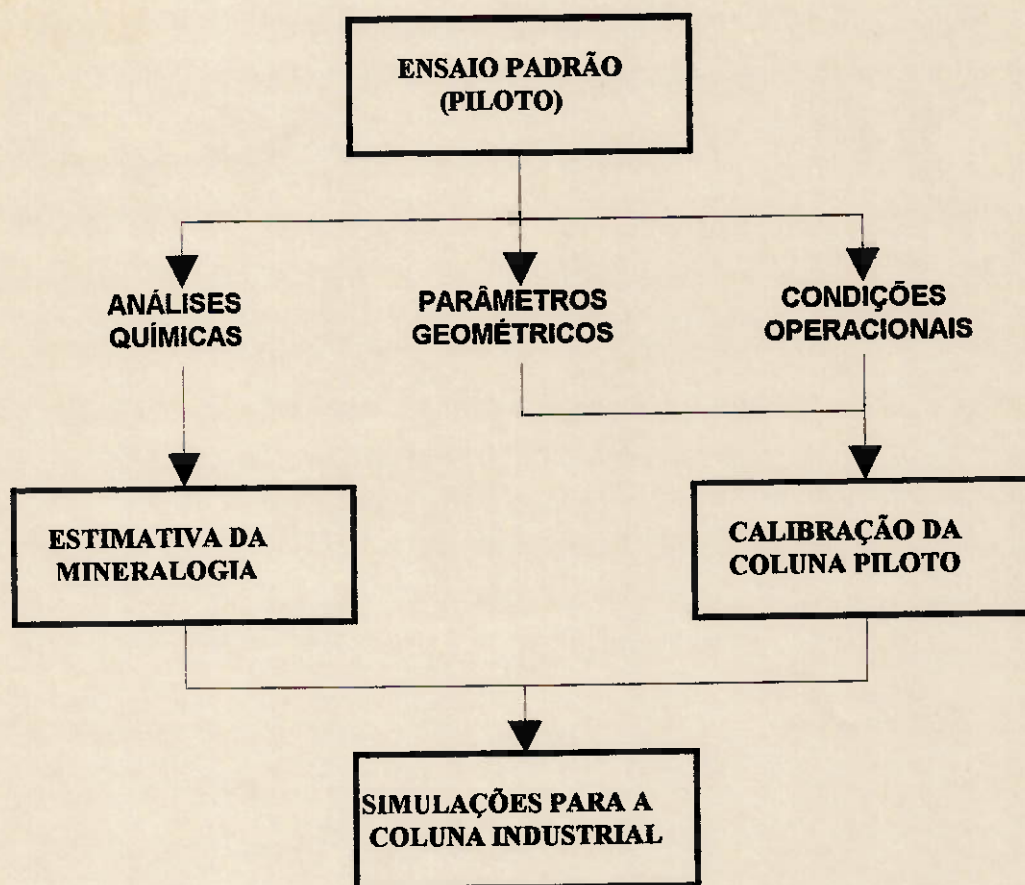 ENSAIO PADRÃO
(PILOTO)
ANÁLISES
QUÍMICAS
PARÂMETROS
GEOMÉTRICOS
CONDIÇÕES
OPERACIONAIS
ESTIMATIVA DA
MINERALOGIA
CALIBRAÇÃO DA
COLUNA PILOTO
SIMULAÇÕES PARA A
COLUNA INDUSTRIAL